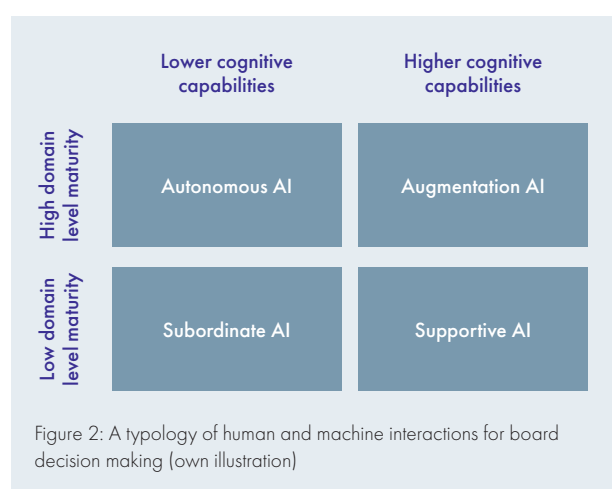 Lower cognitive
capabilities
Higher cognitive
capabilities
High domain
level maturity
Autonomous AI
Augmentation AI
Low domain
level maturity
Subordinate AI
Supportive AI
Figure 2: A typology of human and machine interactions for board
decision making (own illustration)